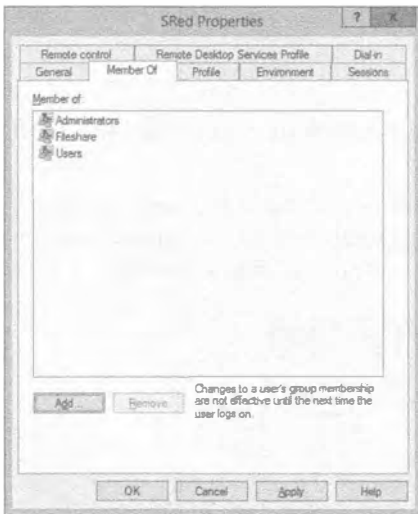 SRed Properties
?
x
Remote control
Remote Desktop Services Profile
Dial-in
General
Member Of
Profile
Environment
Sessions
Member of:
Administrators
Fileshare
Users
Add...
Remove
Changes to a user's group membership
are not effective until the next time the
user logs on.
OK
Cancel
Apply
Help